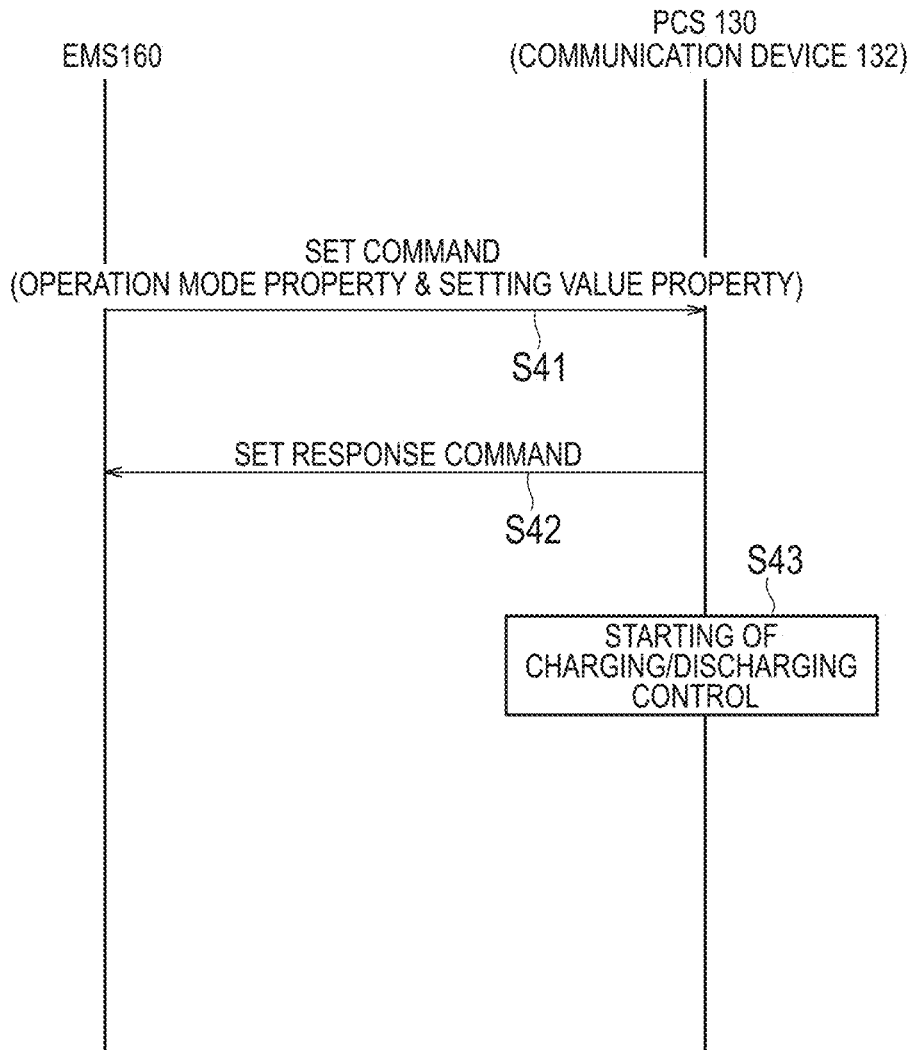 EMS160
PCS 130
(COMMUNICATION DEVICE 132)
SET COMMAND
(OPERATION MODE PROPERTY & SETTING VALUE PROPERTY)
S41
SET RESPONSE COMMAND
S42
S43
STARTING OF
CHARGING/DISCHARGING
CONTROL